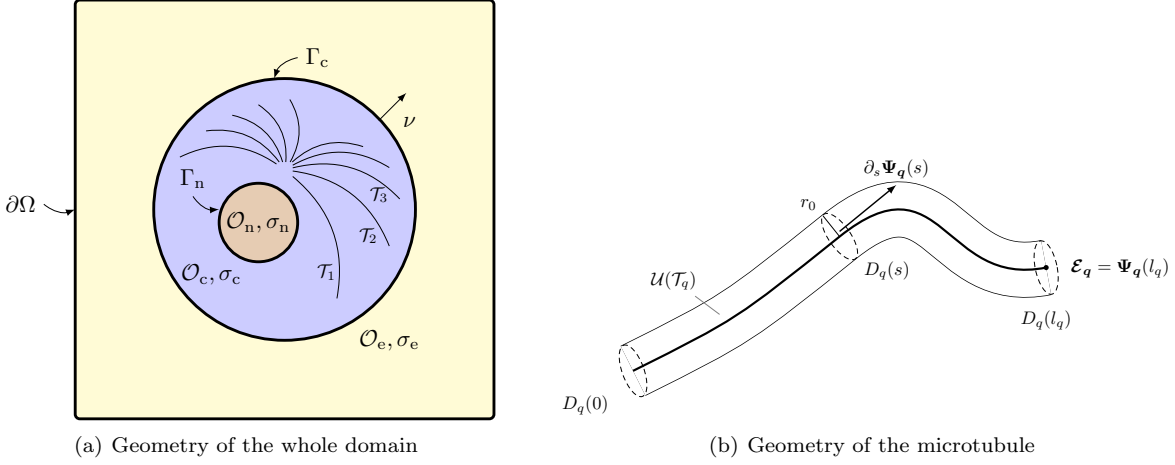 Γc
ν
Γn
∂Ω
𝒯3
𝒪n, σn
𝒯2
𝒪c, σc
𝒯1
𝒪e, σe
(a) Geometry of the whole domain
∂sΨq(s)
r0
Dq(s)
𝓔q = Ψq(lq)
𝒰(𝒯q)
Dq(lq)
Dq(0)
(b) Geometry of the microtubule